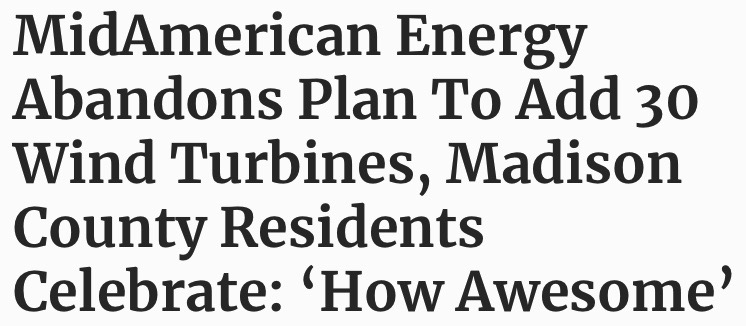 MidAmerican Energy
Abandons Plan To Add 30
Wind Turbines, Madison
County Residents
Celebrate: ‘How Awesome’